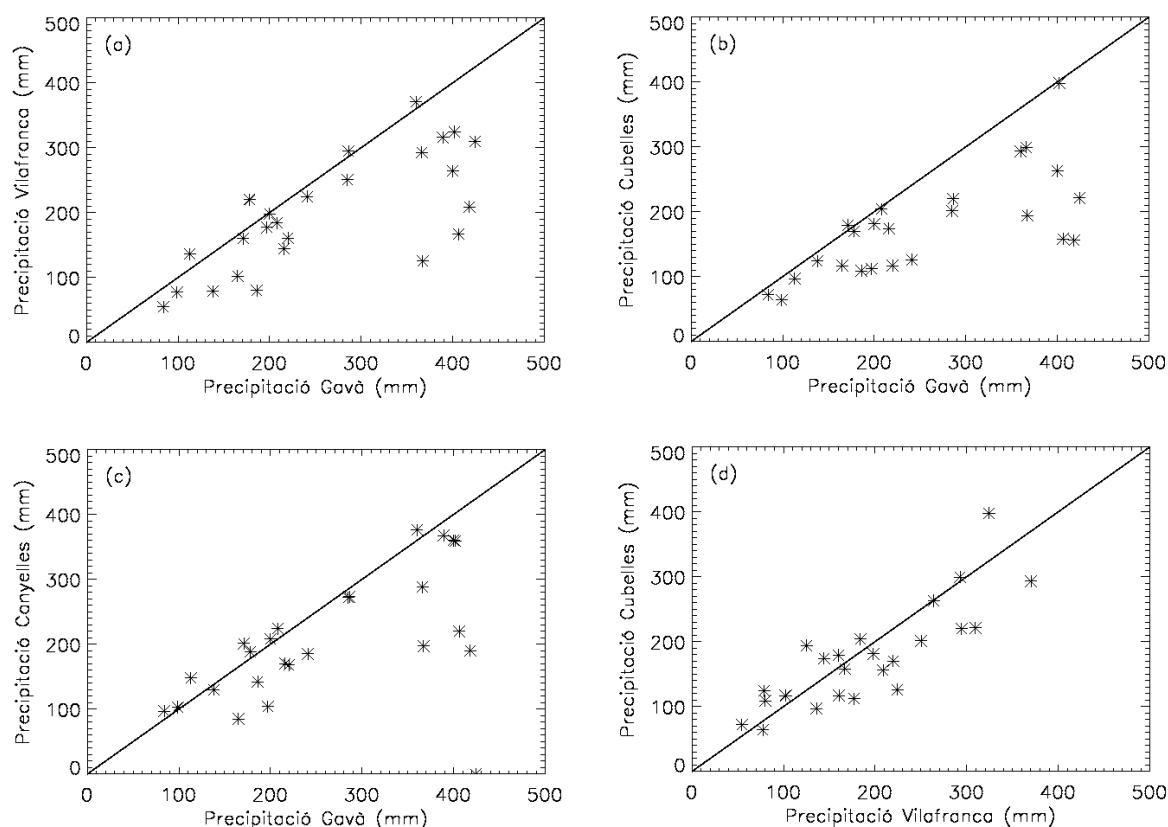 (a)
Precipitació Vilafranca (mm)
500
400
300
200
100
0
0 100 200 300 400 500
Precipitació Gavà (mm)
(b)
Precipitació Cubelles (mm)
500
400
300
200
100
0
0 100 200 300 400 500
Precipitació Gavà (mm)
(c)
Precipitació Canyelles (mm)
500
400
300
200
100
0
0 100 200 300 400 500
Precipitació Gavà (mm)
(d)
Precipitació Cubelles (mm)
500
400
300
200
100
0
0 100 200 300 400 500
Precipitació Vilafranca (mm)